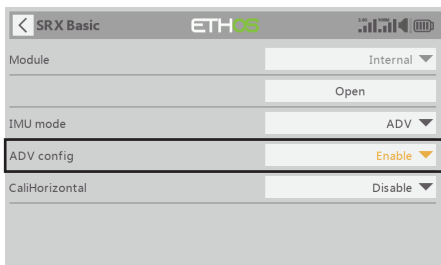 SRX Basic
ETHOS
Module Internal
Open
IMU mode ADV
ADV config Enable
CaliHorizontal Disable